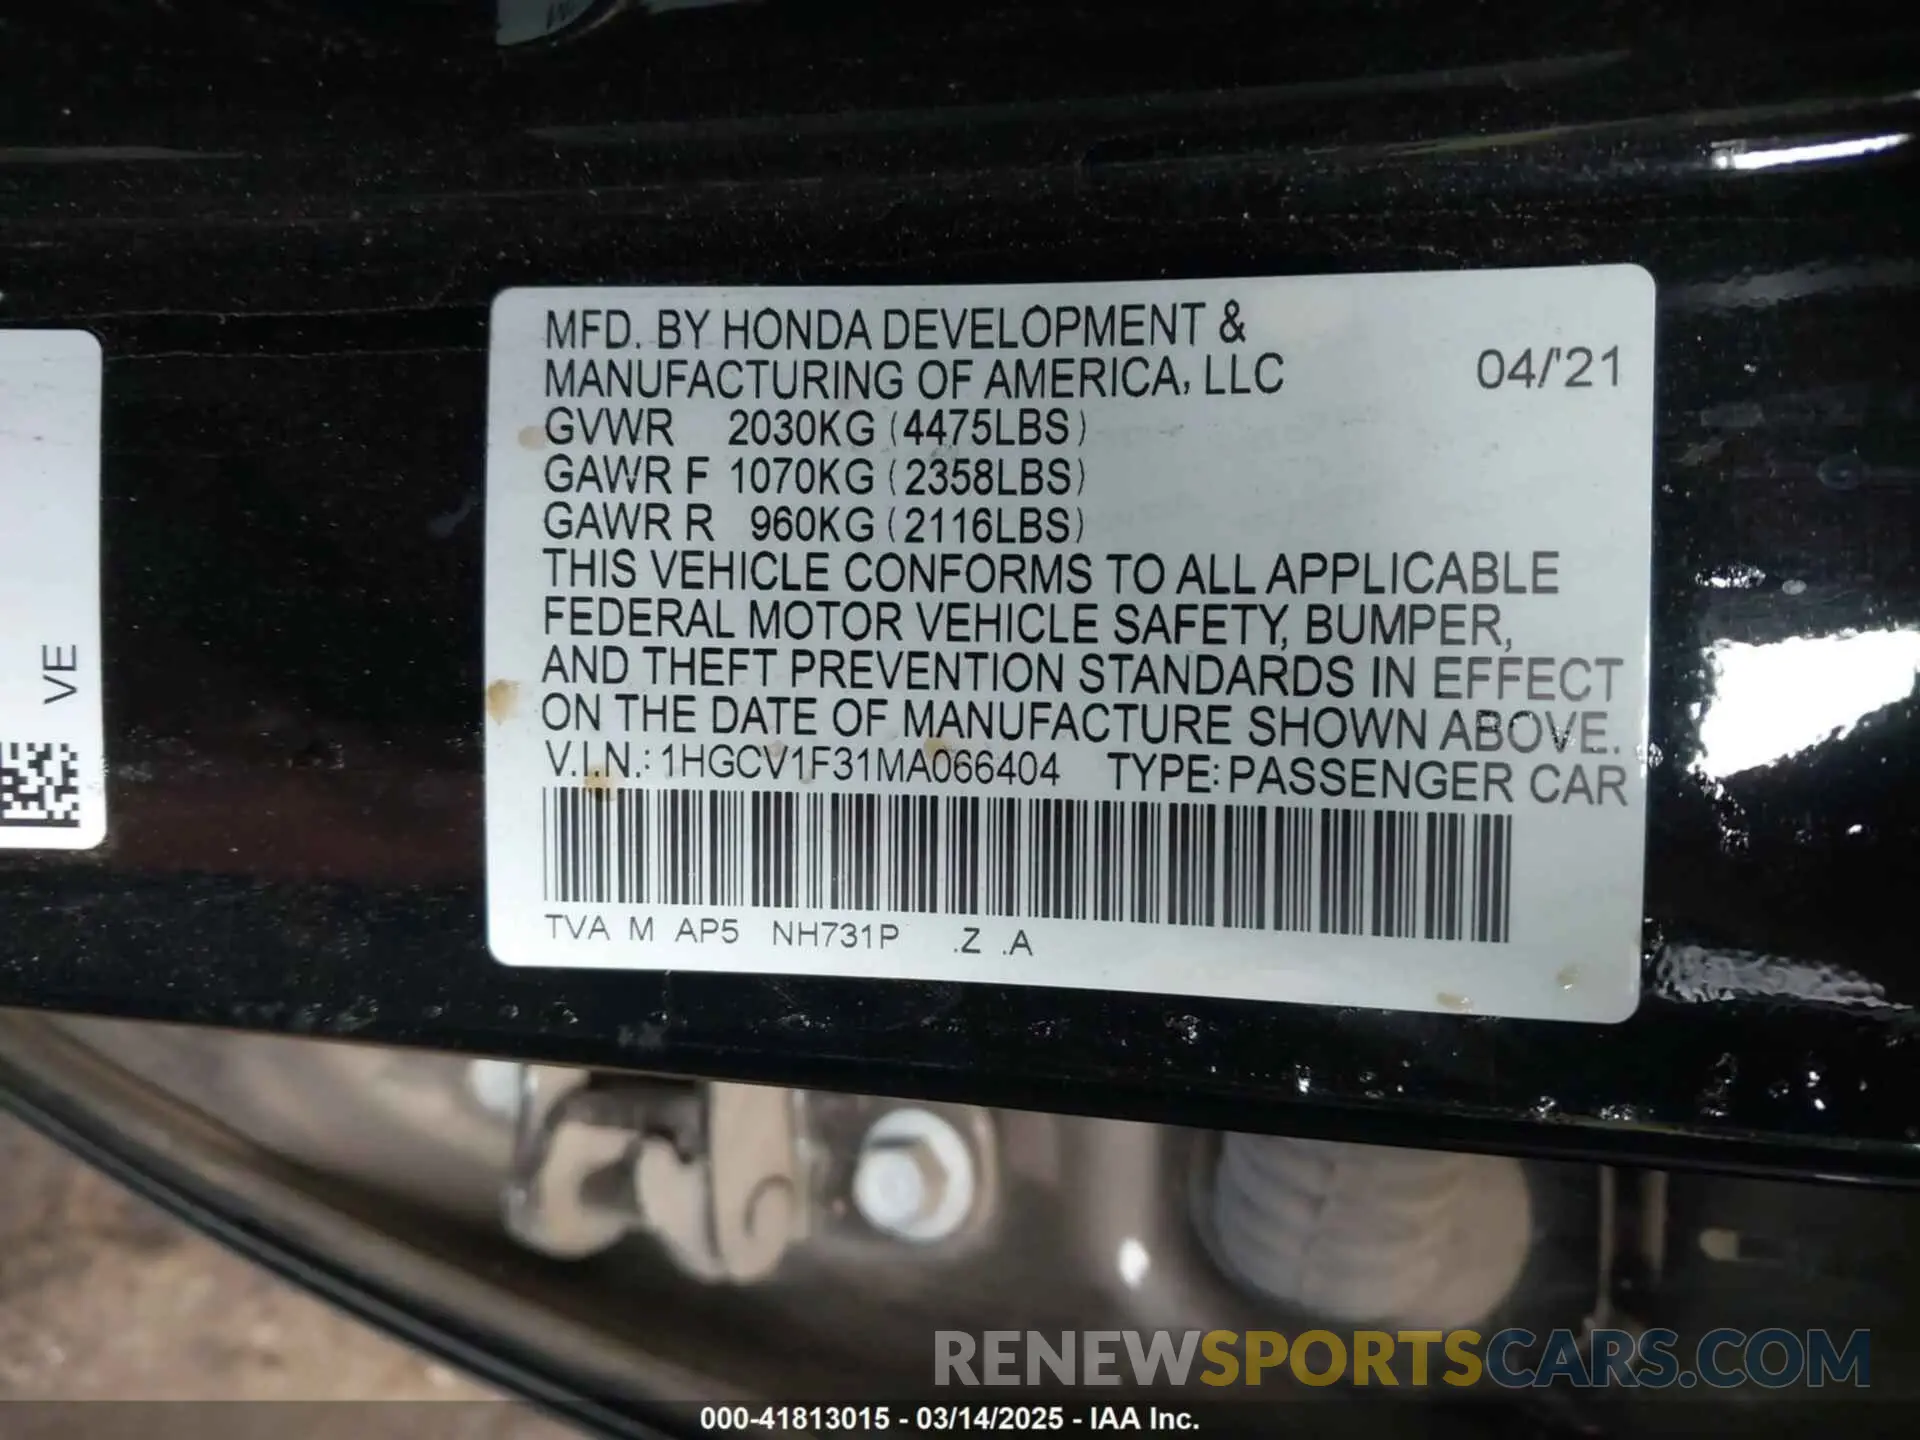 MFD. BY HONDA DEVELOPMENT &
MANUFACTURING OF AMERICA, LLC 04/'21
GVWR 2030KG (4475LBS)
GAWR F 1070KG (2358LBS)
GAWR R 960KG (2116LBS)
THIS VEHICLE CONFORMS TO ALL APPLICABLE
FEDERAL MOTOR VEHICLE SAFETY, BUMPER,
AND THEFT PREVENTION STANDARDS IN EFFECT
ON THE DATE OF MANUFACTURE SHOWN ABOVE.
V.I.N.: 1HGCV1F31MA066404 TYPE: PASSENGER CAR
TVA M AP5 NH731P .Z .A
VE
RENEWSPORTSCARS.COM
000-41813015 - 03/14/2025 - IAA Inc.